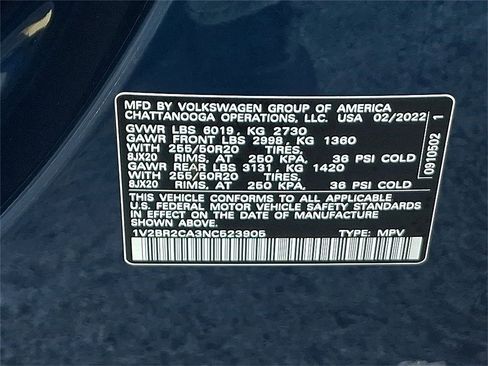 MFD BY VOLKSWAGEN GROUP OF AMERICA
CHATTANOOGA OPERATIONS, LLC. USA 02/2022
GVWR LBS 6019, KG 2730
GAWR FRONT LBS 2998, KG 1360
WITH 255/50R20 TIRES,
8JX20 RIMS, AT 250 KPA, 36 PSI COLD
GAWR REAR LBS 3131, KG 1420
WITH 255/50R20 TIRES,
8JX20 RIMS, AT 250 KPA, 36 PSI COLD
THIS VEHICLE CONFORMS TO ALL APPLICABLE
U.S. FEDERAL MOTOR VEHICLE SAFETY STANDARDS
IN EFFECT ON THE DATE OF MANUFACTURE
SHOWN ABOVE.
1V2BR2CA3NC523905 TYPE: MPV
0910502 1